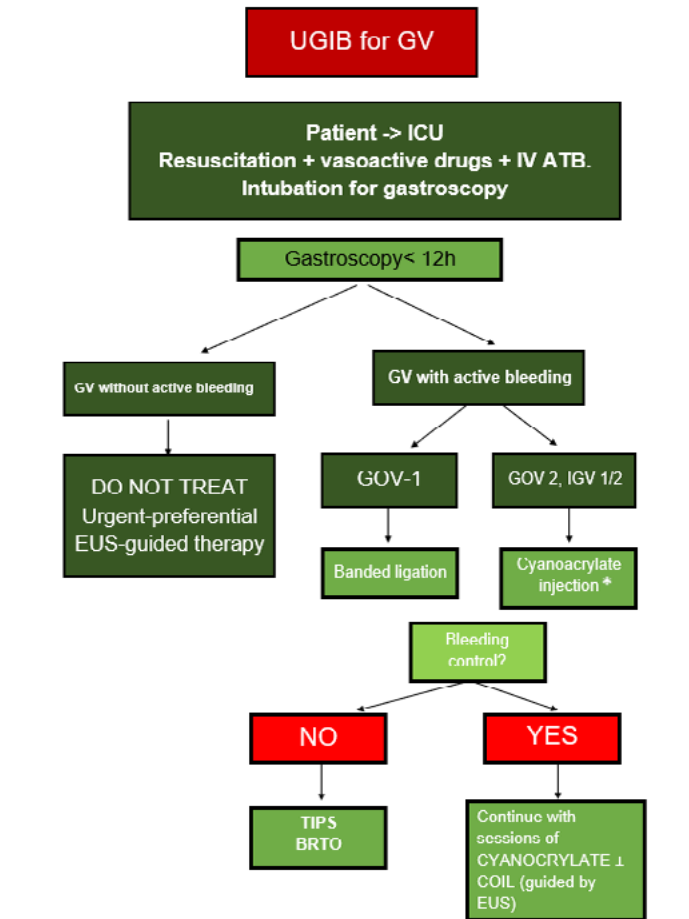 UGIB for GV
Patient -> ICU
Resuscitation + vasoactive drugs + IV ATB.
Intubation for gastroscopy
Gastroscopy< 12h
GV without active bleeding
GV with active bleeding
DO NOT TREAT
Urgent-preferential
EUS-guided therapy
GOV-1
GOV 2, IGV 1/2
Banded ligation
Cyanoacrylate
injection *
Bleeding
control?
NO
YES
TIPS
BRTO
Continue with
sessions of
CYANOCRYLATE ⊥
COIL (guided by
EUS)